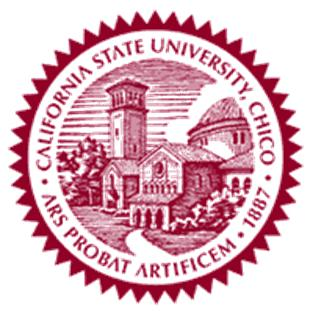 CALIFORNIA STATE UNIVERSITY, CHICO
ARS PROBAT ARTIFICEM • 1887 •